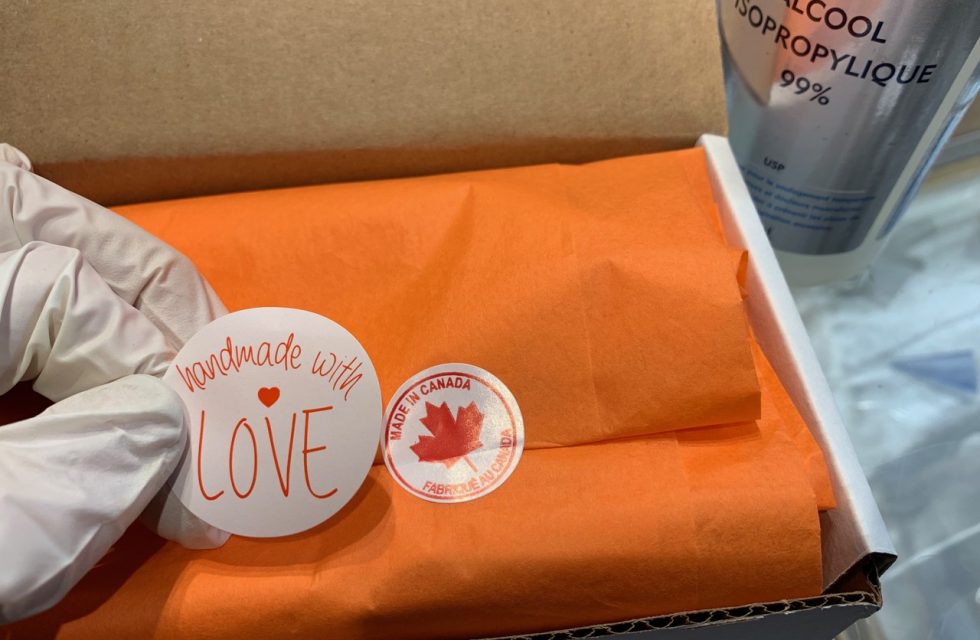 ALCOOL
ISOPROPYLIQUE
99%
USP
handmade with
LOVE
MADE IN CANADA
FABRIQUÉ AU CANADA